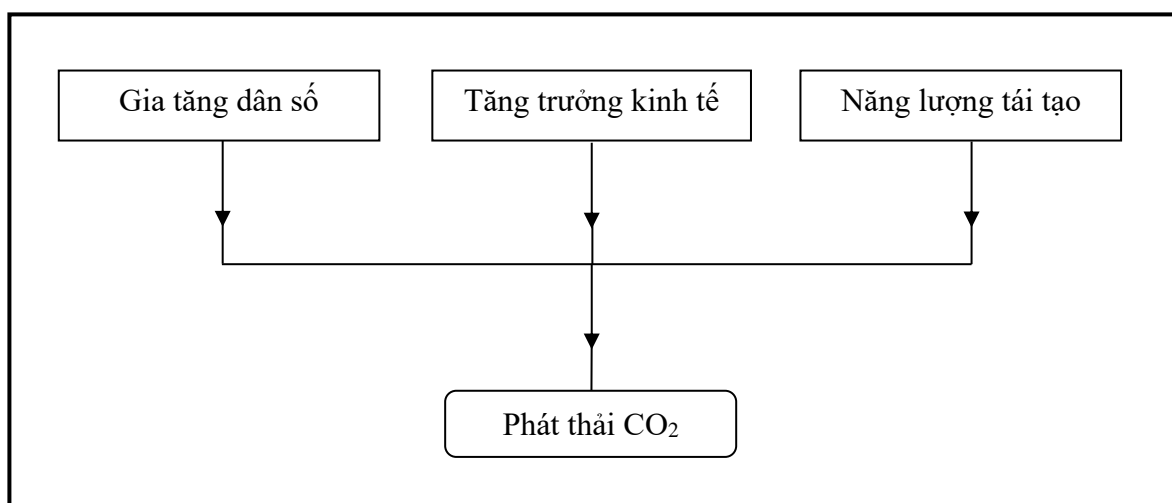 Gia tăng dân số
Tăng trưởng kinh tế
Năng lượng tái tạo
Phát thải CO₂